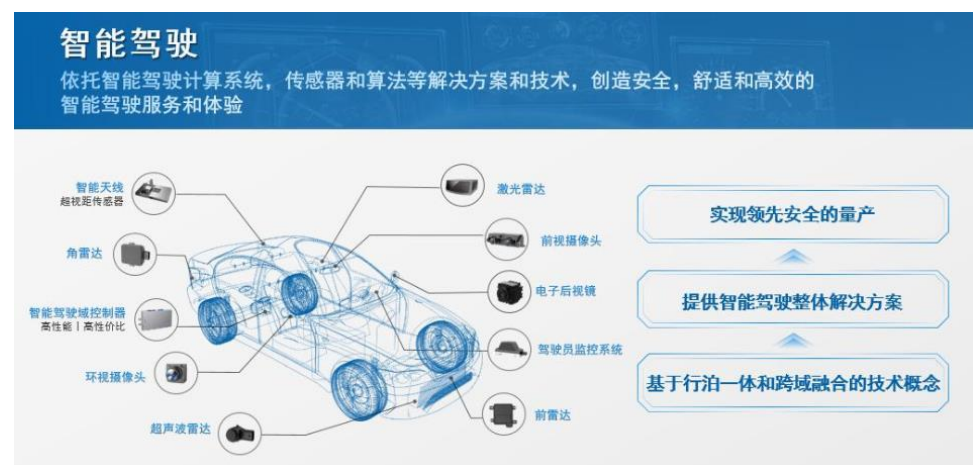 智能驾驶
依托智能驾驶计算系统，传感器和算法等解决方案和技术，创造安全，舒适和高效的
智能驾驶服务和体验
智能天线
超视距传感器
角雷达
智能驾驶域控制器
高性能丨高性价比
环视摄像头
超声波雷达
激光雷达
前视摄像头
电子后视镜
驾驶员监控系统
前雷达
实现领先安全的量产
提供智能驾驶整体解决方案
基于行泊一体和跨域融合的技术概念